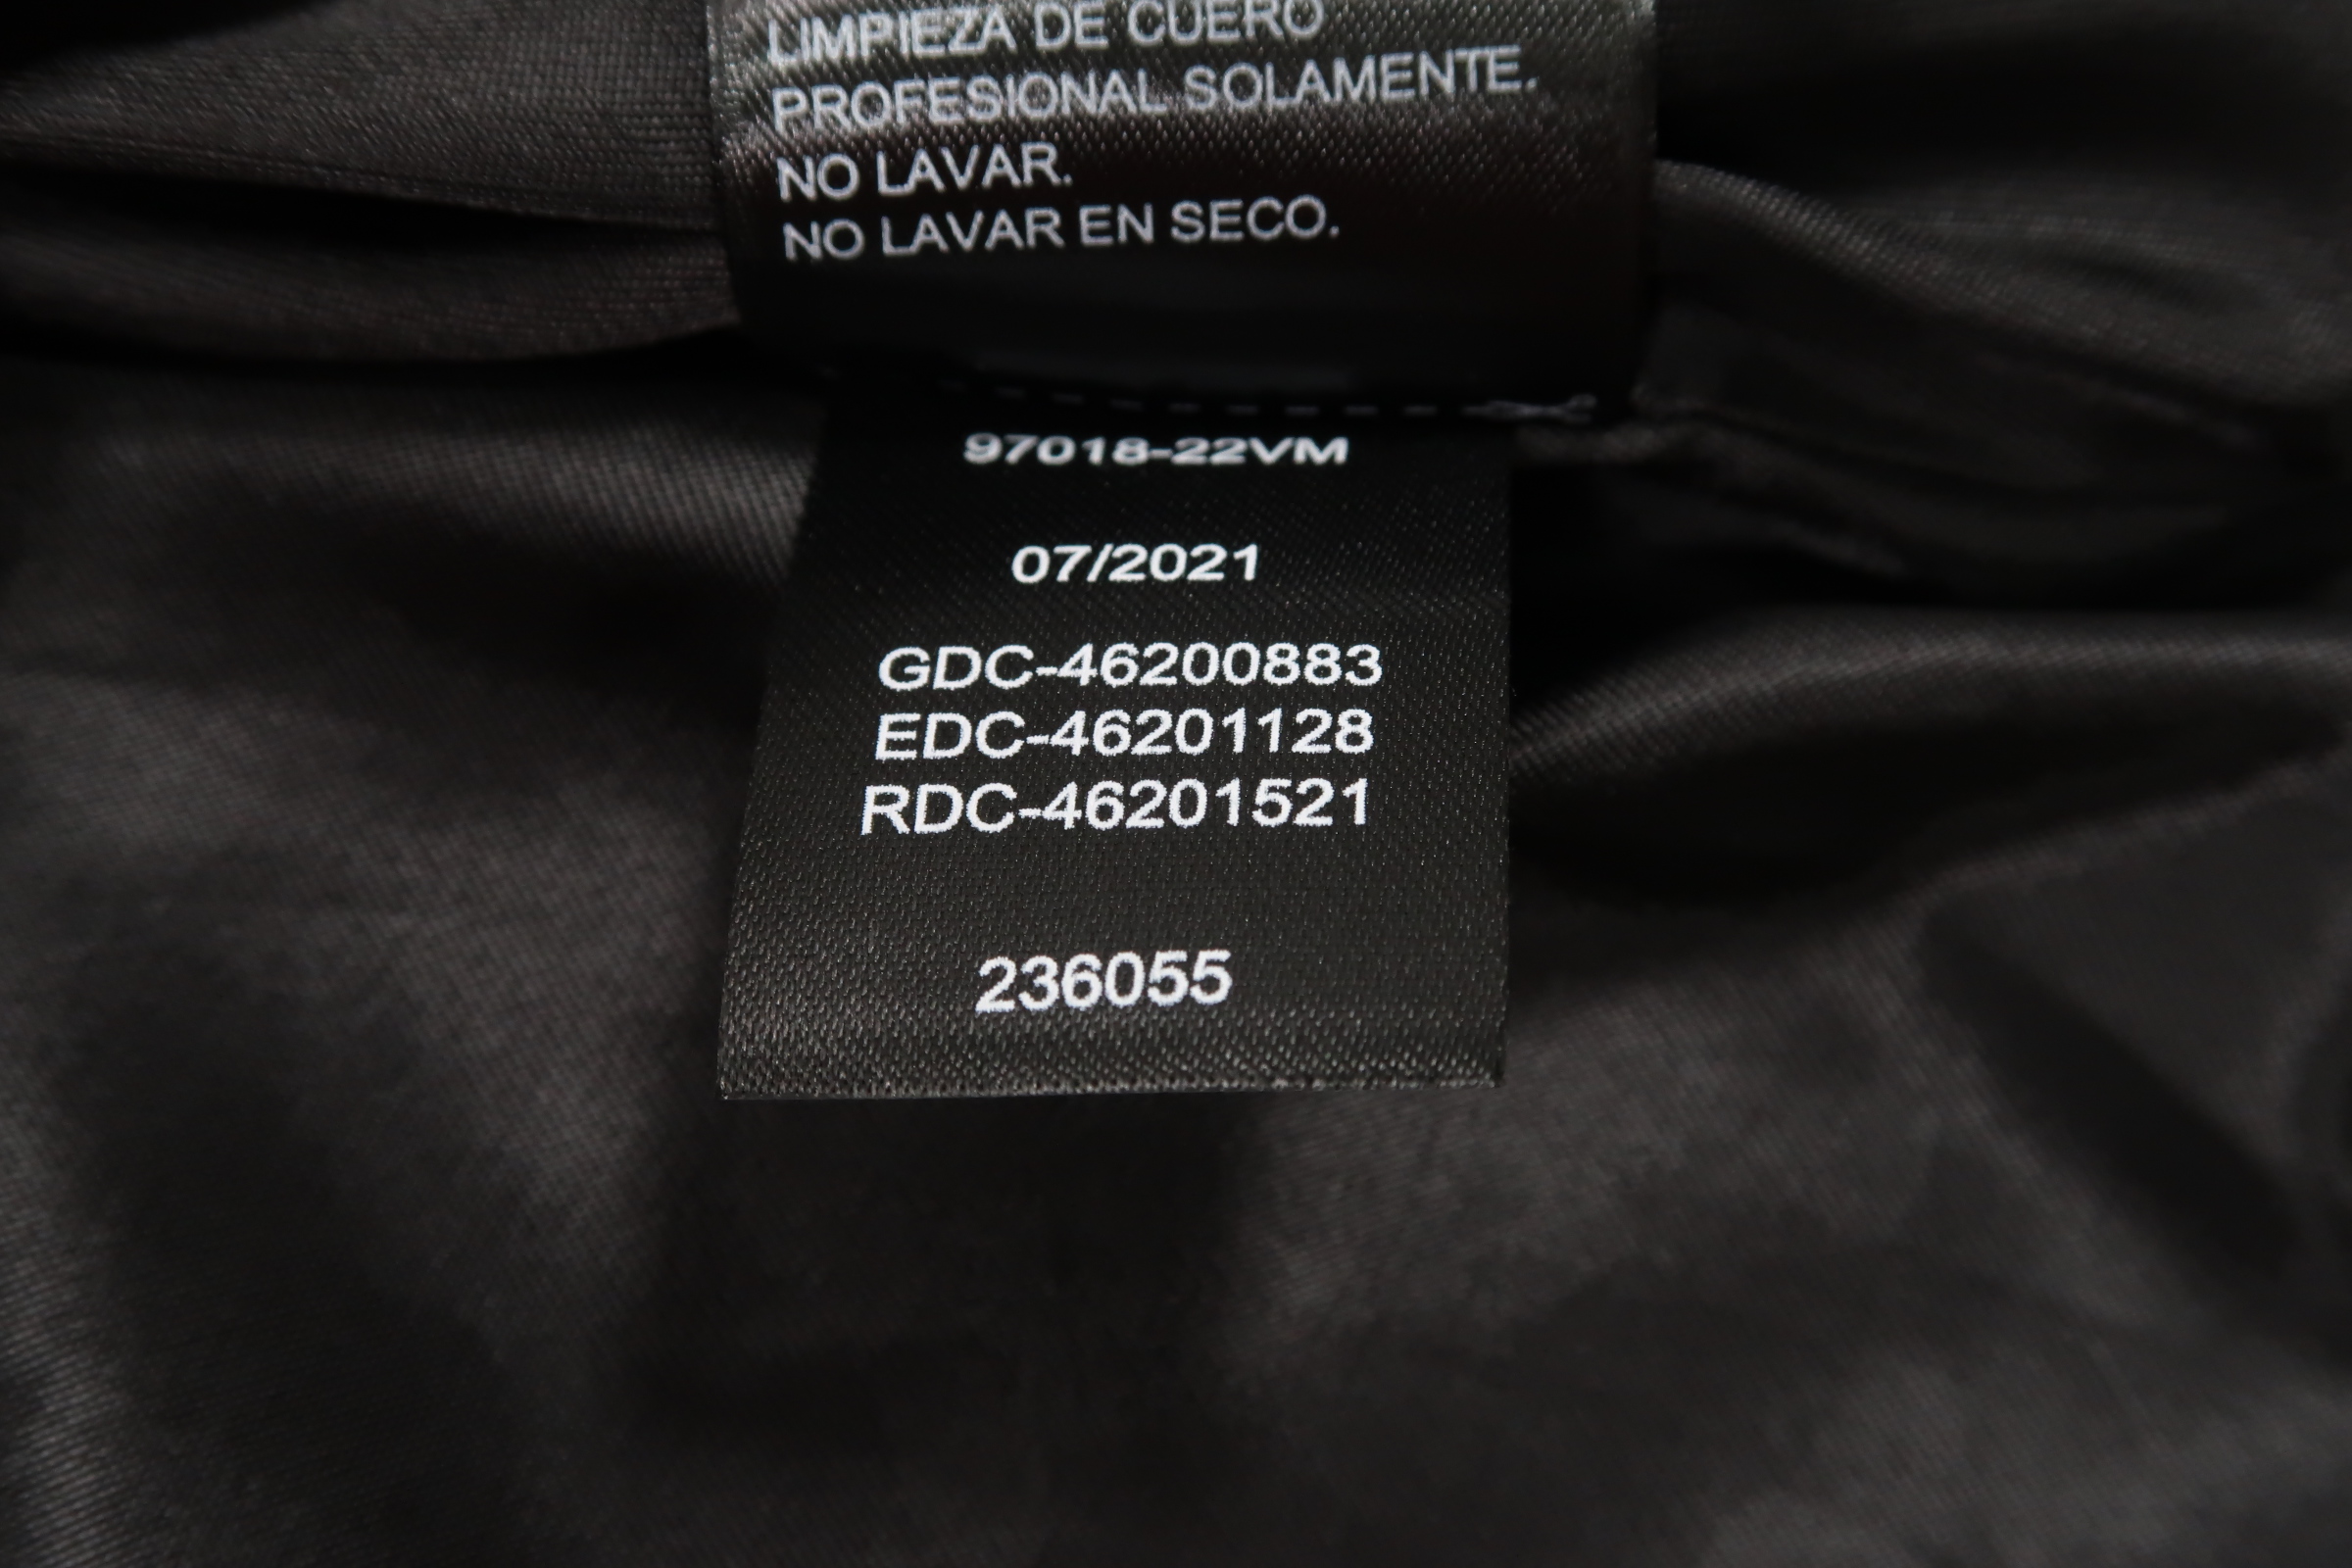 LIMPIEZA DE CUERO
PROFESIONAL SOLAMENTE.
NO LAVAR.
NO LAVAR EN SECO.
97018-22VM
07/2021
GDC-46200883
EDC-46201128
RDC-46201521
236055